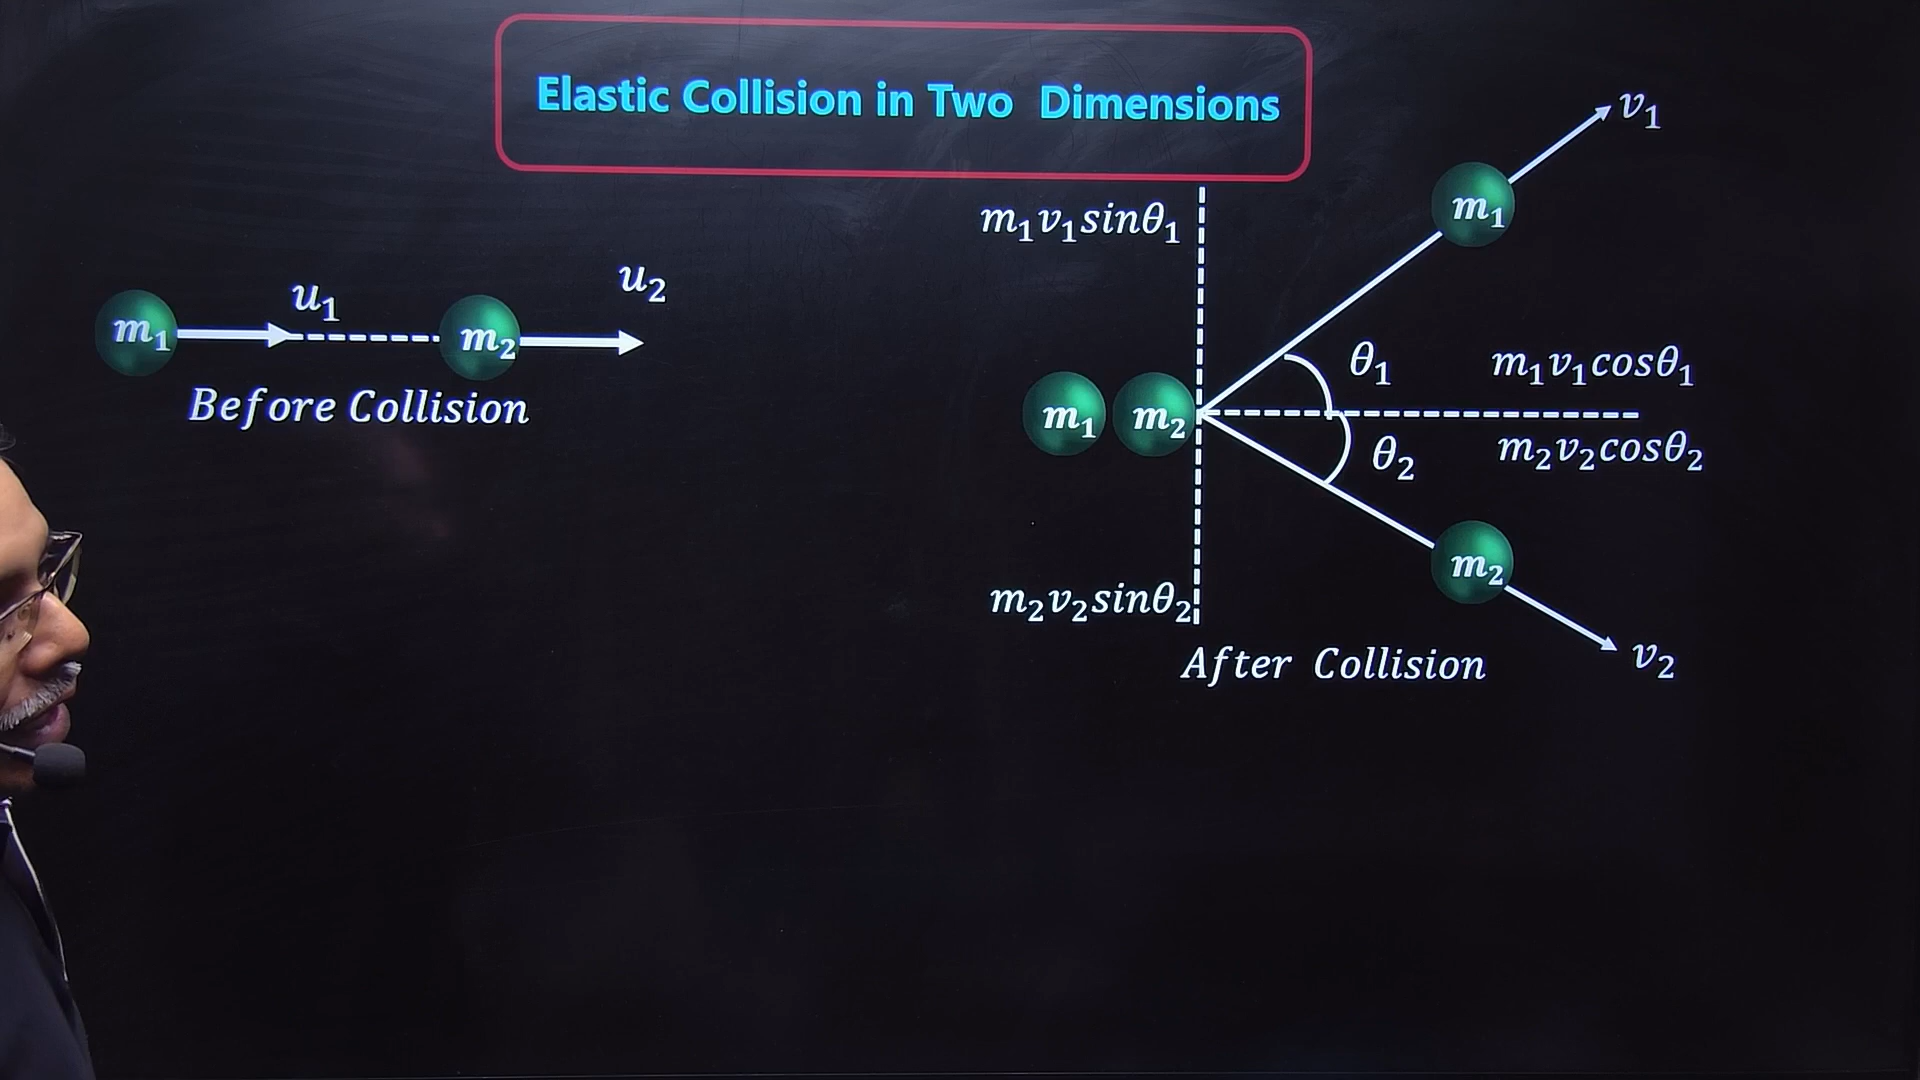 Elastic Collision in Two Dimensions
u₁
u₂
m₁
m₂
Before Collision
v₁
m₁
m₁v₁sinθ₁
θ₁
m₁v₁cosθ₁
m₁
m₂
θ₂
m₂v₂cosθ₂
m₂
m₂v₂sinθ₂
After Collision
v₂